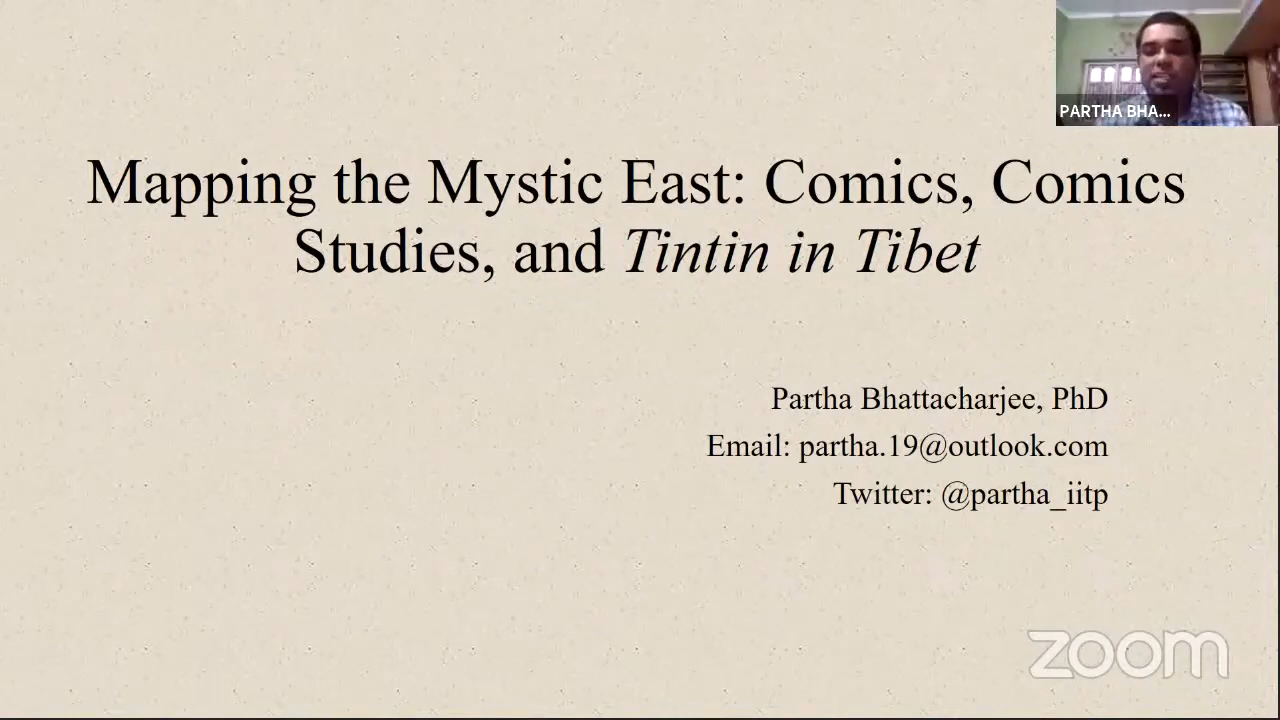 PARTHA BHA...
Mapping the Mystic East: Comics, Comics
Studies, and Tintin in Tibet
Partha Bhattacharjee, PhD
Email: partha.19@outlook.com
Twitter: @partha_iitp
zoom